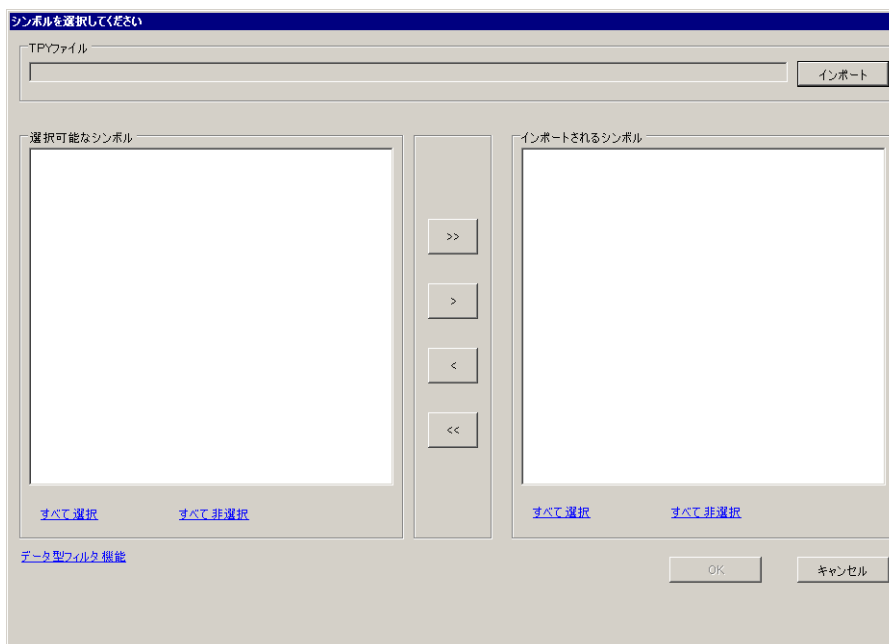 シンボルを選択してください
TPYファイル
インポート
選択可能なシンボル
インポートされるシンボル
>>
>
<
<<
すべて選択
すべて非選択
すべて選択
すべて非選択
データ型フィルタ機能
OK
キャンセル